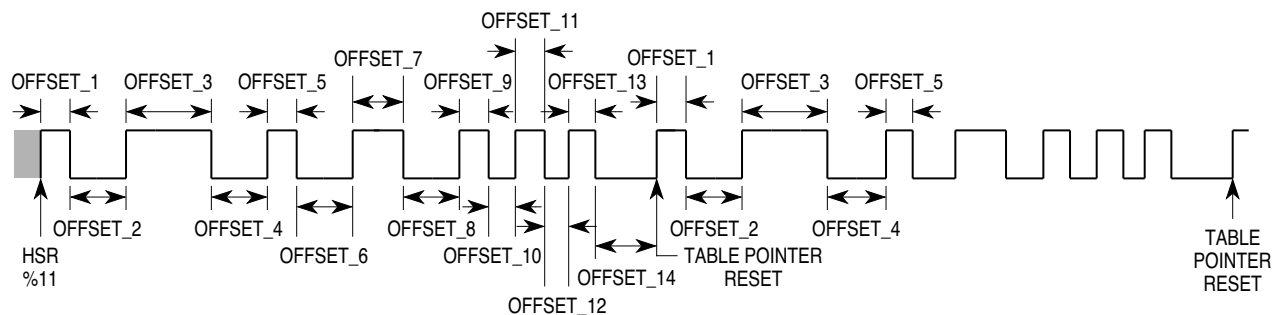 OFFSET_11
OFFSET_7
OFFSET_1
OFFSET_1 OFFSET_3 OFFSET_5 OFFSET_9 OFFSET_13 OFFSET_3 OFFSET_5
OFFSET_2 OFFSET_4 OFFSET_8 OFFSET_2 OFFSET_4
HSR
%11
OFFSET_6 OFFSET_10
TABLE POINTER
RESET
OFFSET_14
OFFSET_12
TABLE
POINTER
RESET